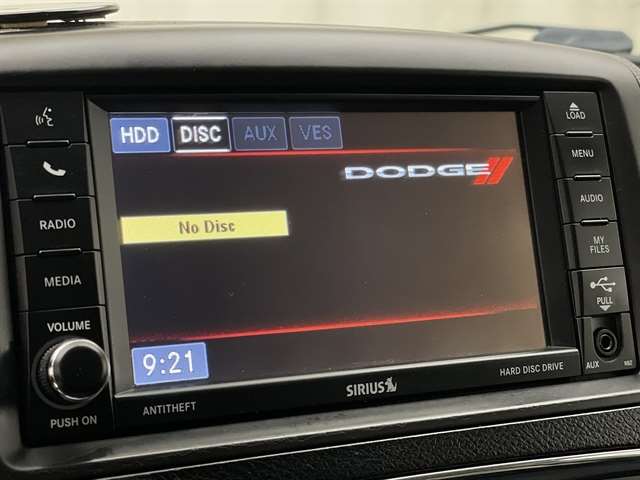 HDD DISC AUX VES
DODGE
No Disc
9:21
RADIO
MEDIA
VOLUME
PUSH ON
ANTITHEFT
SIRIUS
HARD DISC DRIVE
LOAD
MENU
AUDIO
MY
FILES
PULL
AUX